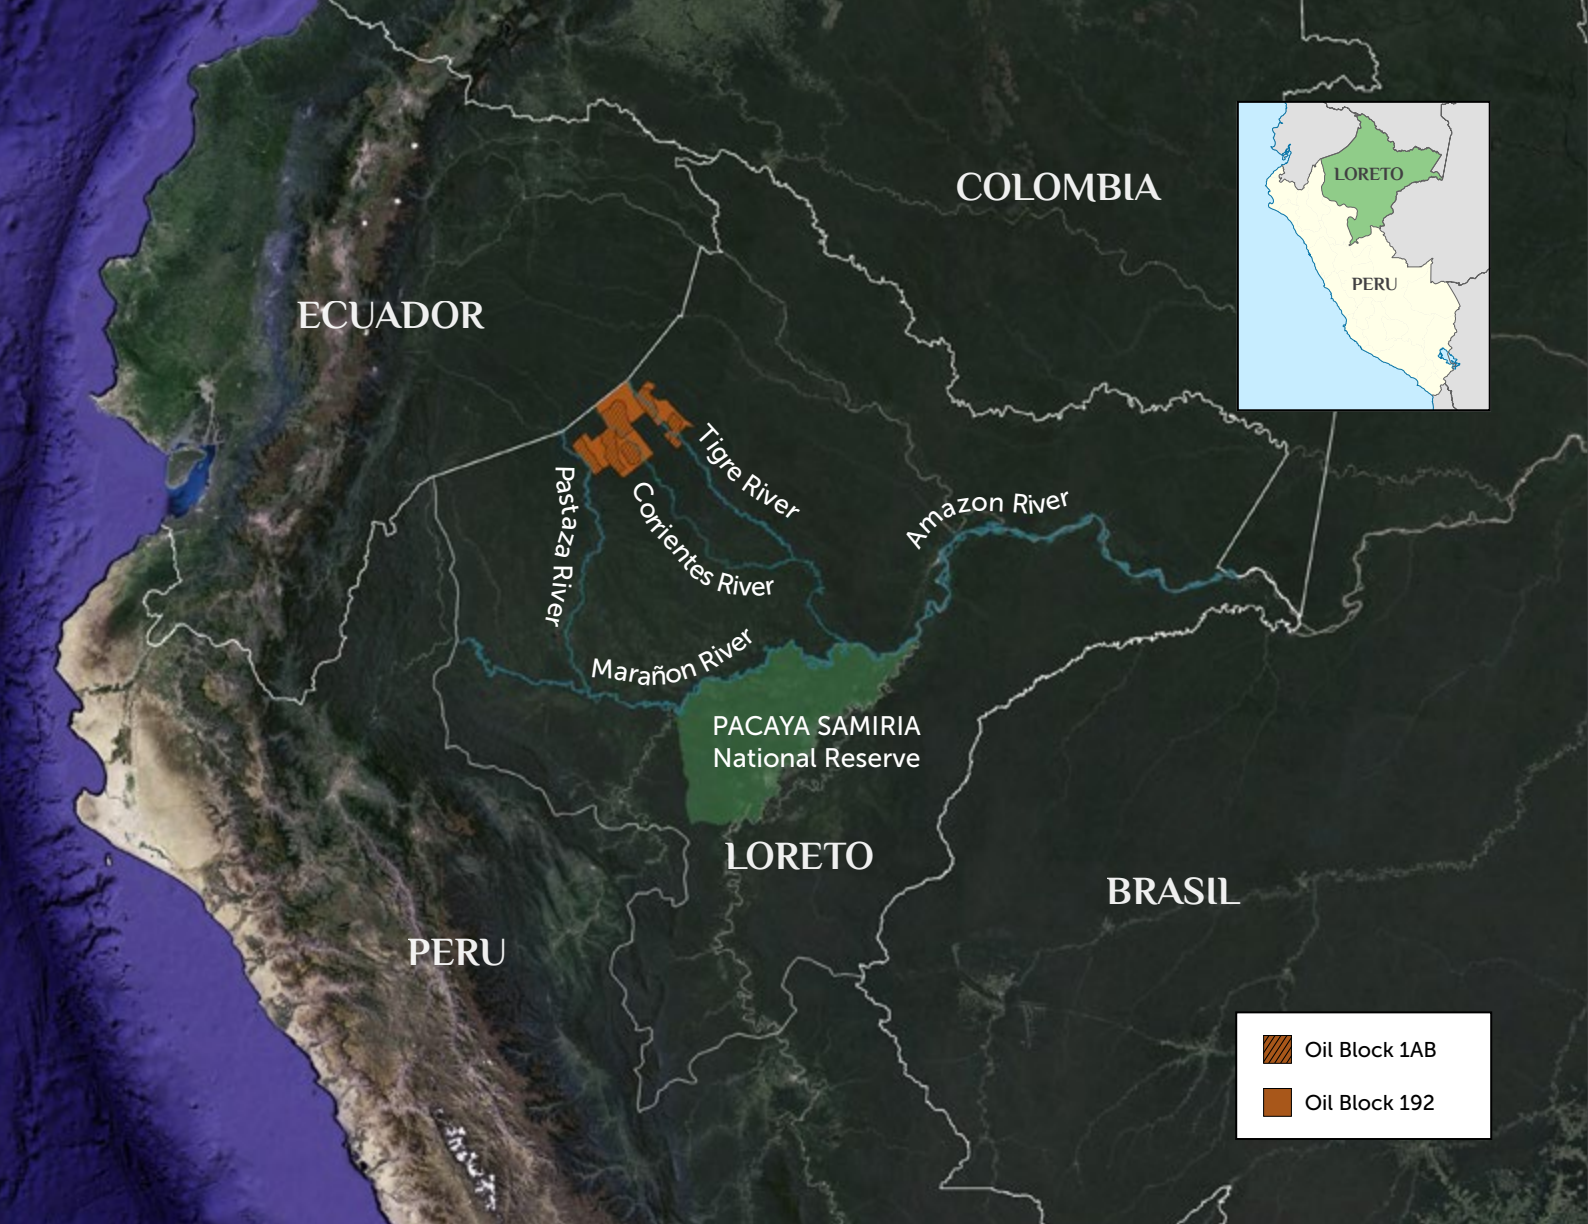 COLOMBIA
LORETO
PERU
ECUADOR
Tigre River
Pastaza River
Corrientes River
Amazon River
Marañon River
PACAYA SAMIRIA
National Reserve
LORETO
BRASIL
PERU
Oil Block 1AB
Oil Block 192